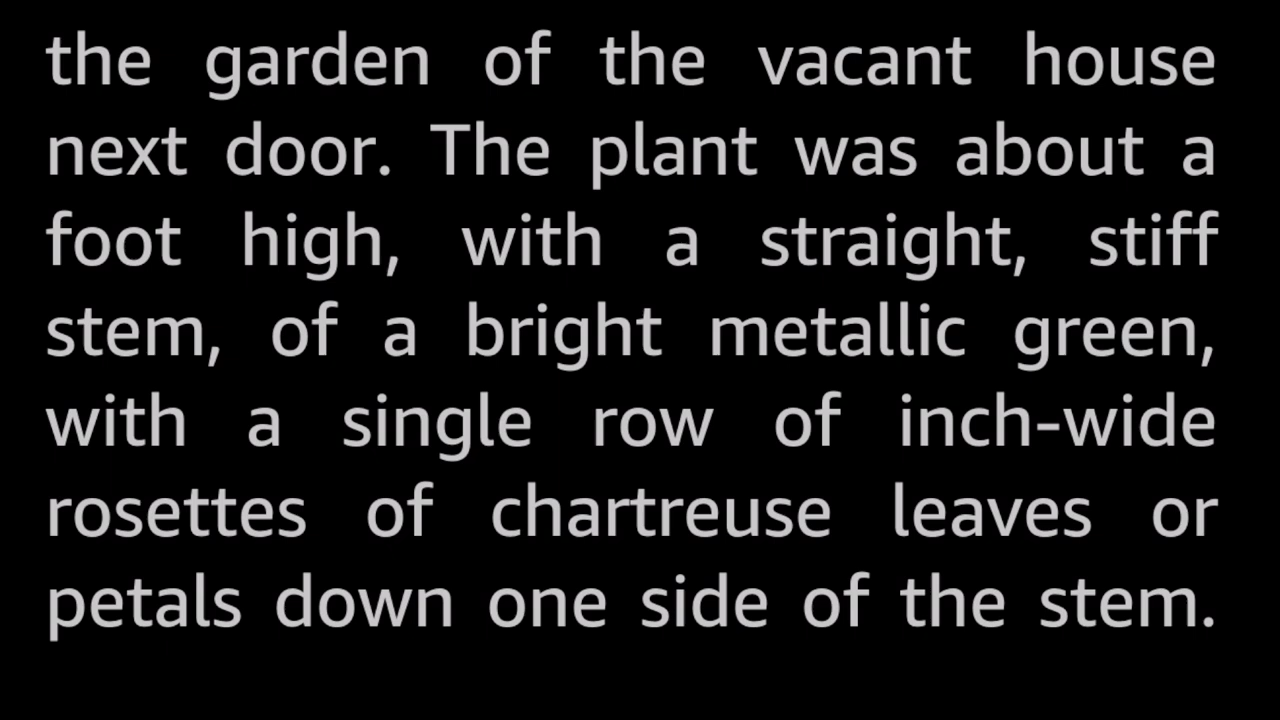 the garden of the vacant house
next door. The plant was about a
foot high, with a straight, stiff
stem, of a bright metallic green,
with a single row of inch-wide
rosettes of chartreuse leaves or
petals down one side of the stem.